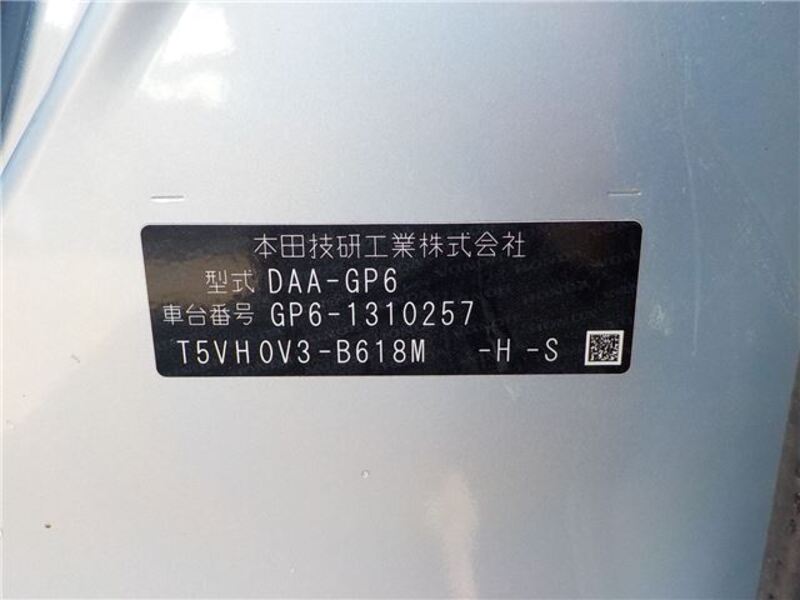 本田技研工業株式会社
型式 DAA-GP6
車台番号 GP6-1310257
T5VH0V3-B618M -H -S